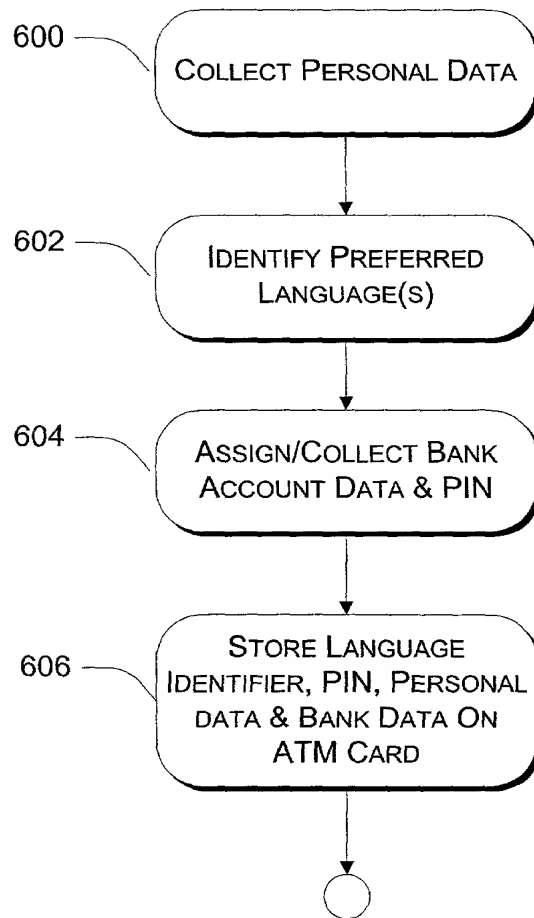 600
COLLECT PERSONAL DATA
602
IDENTIFY PREFERRED
LANGUAGE(S)
604
ASSIGN/COLLECT BANK
ACCOUNT DATA & PIN
606
STORE LANGUAGE
IDENTIFIER, PIN, PERSONAL
DATA & BANK DATA ON
ATM CARD